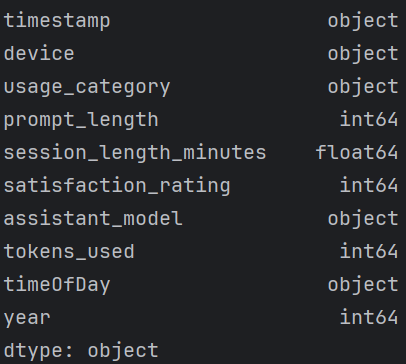 timestamp object
device object
usage_category object
prompt_length int64
session_length_minutes float64
satisfaction_rating int64
assistant_model object
tokens_used int64
timeOfDay object
year int64
dtype: object